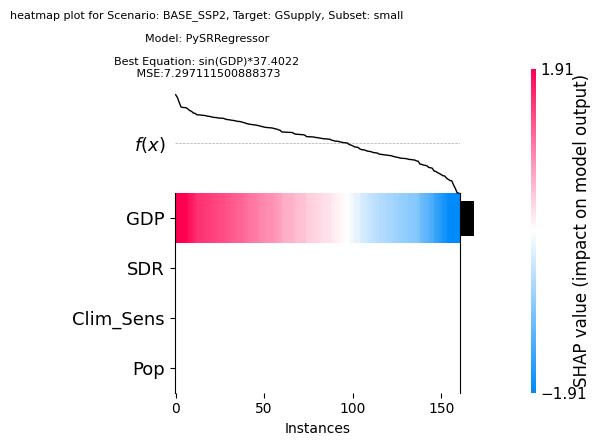 heatmap plot for Scenario: BASE_SSP2, Target: GSupply, Subset: small
Model: PySRRegressor
Best Equation: sin(GDP)*37.4022
MSE:7.297111500888373
f(x)
GDP
SDR
Clim_Sens
Pop
0
50
100
150
Instances
1.91
−1.91
SHAP value (impact on model output)